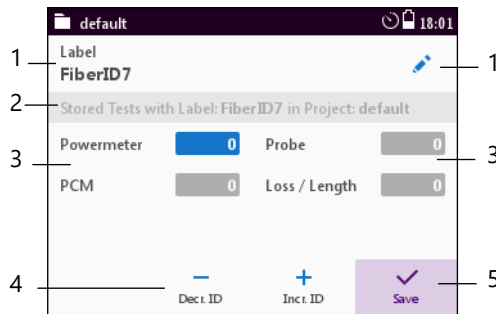 default 18:01
1 Label 1
FiberID7
2 Stored Tests with Label: FiberID7 in Project: default
Powermeter 0 Probe 0
3 3
PCM 0 Loss / Length 0
4 5
Decr. ID Incr. ID Save